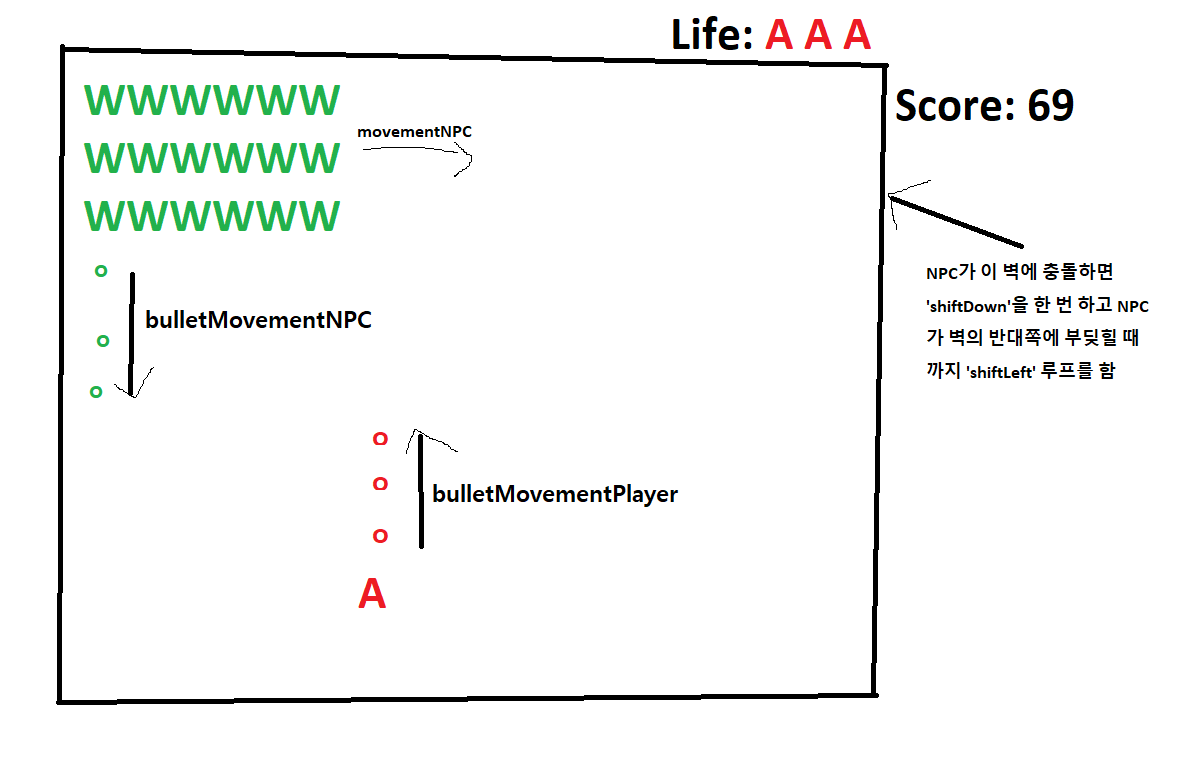 Life: A A A
Score: 69
WWWWWW
WWWWWW
WWWWWW
movementNPC
o
o
o
bulletMovementNPC
NPC가 이 벽에 충돌하면
'shiftDown'을 한 번 하고 NPC
가 벽의 반대쪽에 부딪힐 때
까지 'shiftLeft' 루프를 함
o
o
o
bulletMovementPlayer
A